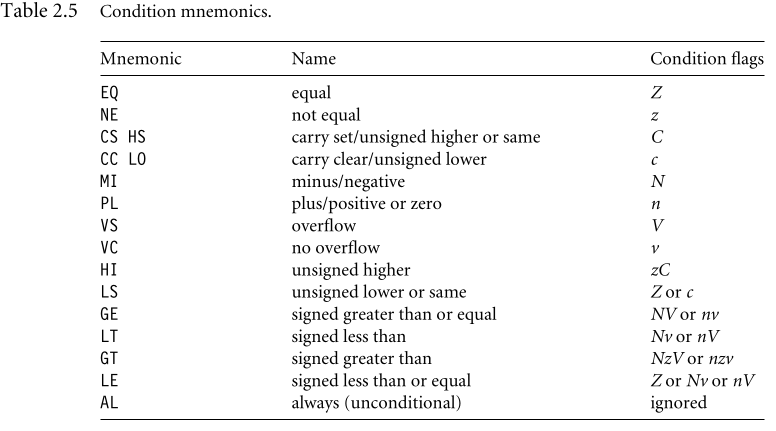 Table 2.5 Condition mnemonics.
Mnemonic Name Condition flags
EQ equal Z
NE not equal z
CS HS carry set/unsigned higher or same C
CC LO carry clear/unsigned lower c
MI minus/negative N
PL plus/positive or zero n
VS overflow V
VC no overflow v
HI unsigned higher zC
LS unsigned lower or same Z or c
GE signed greater than or equal NV or nv
LT signed less than Nv or nV
GT signed greater than NzV or nzv
LE signed less than or equal Z or Nv or nV
AL always (unconditional) ignored